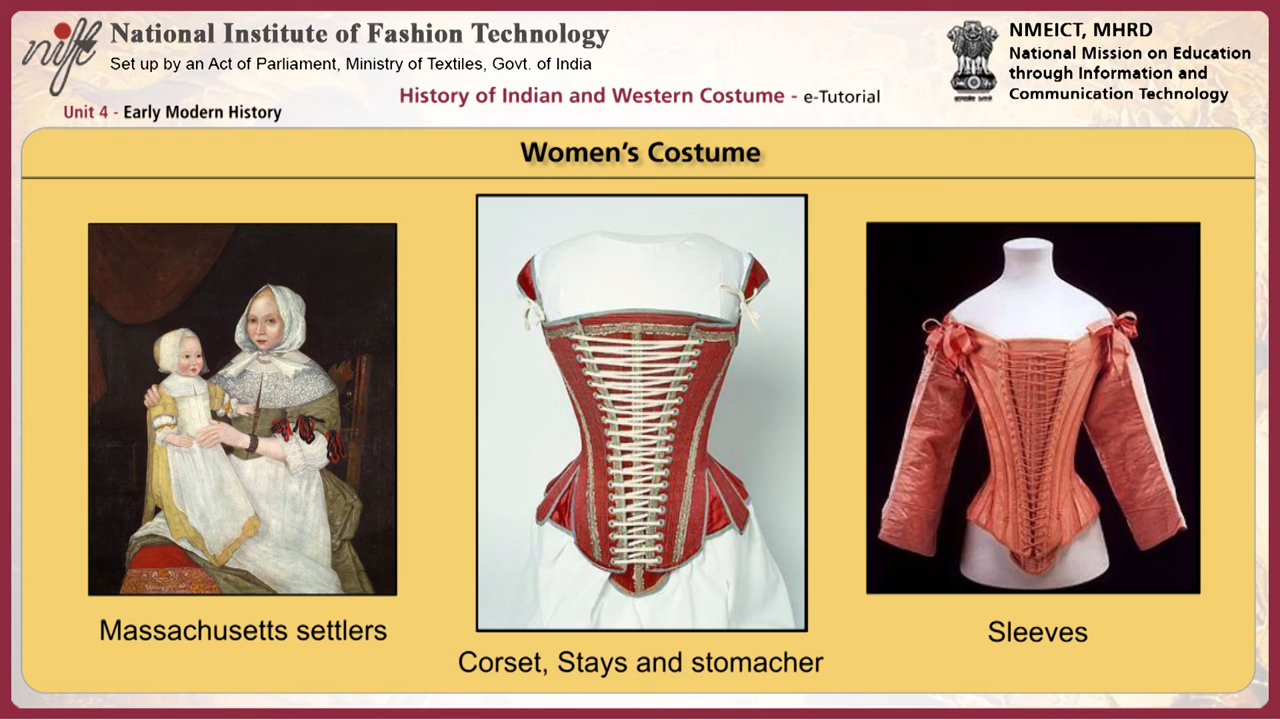 nift
National Institute of Fashion Technology
Set up by an Act of Parliament, Ministry of Textiles, Govt. of India
History of Indian and Western Costume - e-Tutorial
Unit 4 - Early Modern History
NMEICT, MHRD
National Mission on Education
through Information and
Communication Technology
Women's Costume
Massachusetts settlers
Corset, Stays and stomacher
Sleeves